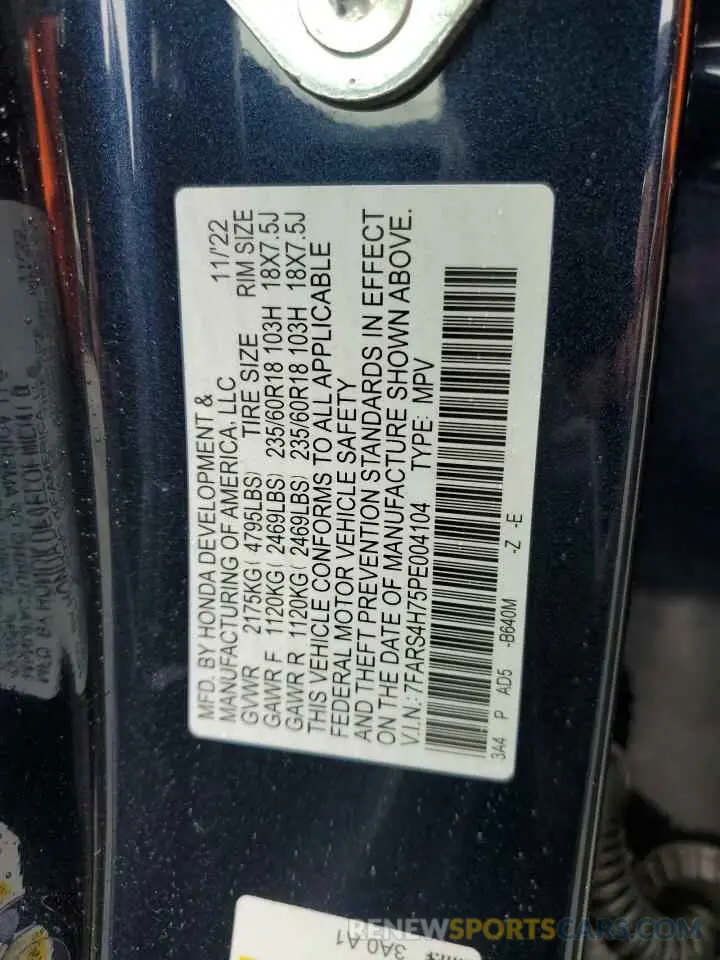 MFD. BY HONDA DEVELOPMENT &
MANUFACTURING OF AMERICA, LLC 11/'22
GVWR 2175KG( 4795LBS) TIRE SIZE RIM SIZE
GAWR F 1120KG( 2469LBS) 235/60R18 103H 18X7.5J
GAWR R 1120KG( 2469LBS) 235/60R18 103H 18X7.5J
THIS VEHICLE CONFORMS TO ALL APPLICABLE
FEDERAL MOTOR VEHICLE SAFETY
AND THEFT PREVENTION STANDARDS IN EFFECT
ON THE DATE OF MANUFACTURE SHOWN ABOVE.
V.I.N.: 7FARS4H75PE004104 TYPE: MPV
3A4 P AD5 -B640M -Z -E
3A0 A1
RENEWSPORTSCARS.COM